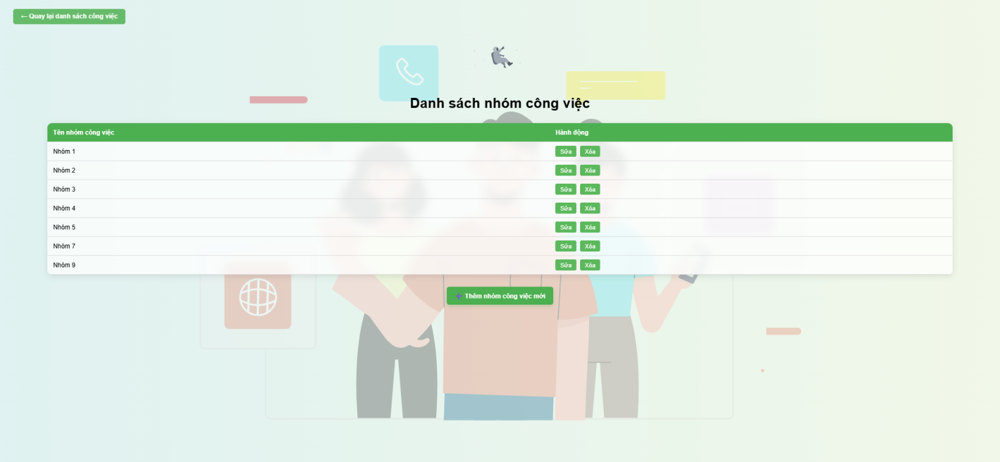 ← Quay lại danh sách công việc
Danh sách nhóm công việc
Tên nhóm công việc Hành động
Nhóm 1 Sửa Xóa
Nhóm 2 Sửa Xóa
Nhóm 3 Sửa Xóa
Nhóm 4 Sửa Xóa
Nhóm 5 Sửa Xóa
Nhóm 7 Sửa Xóa
Nhóm 9 Sửa Xóa
➕ Thêm nhóm công việc mới